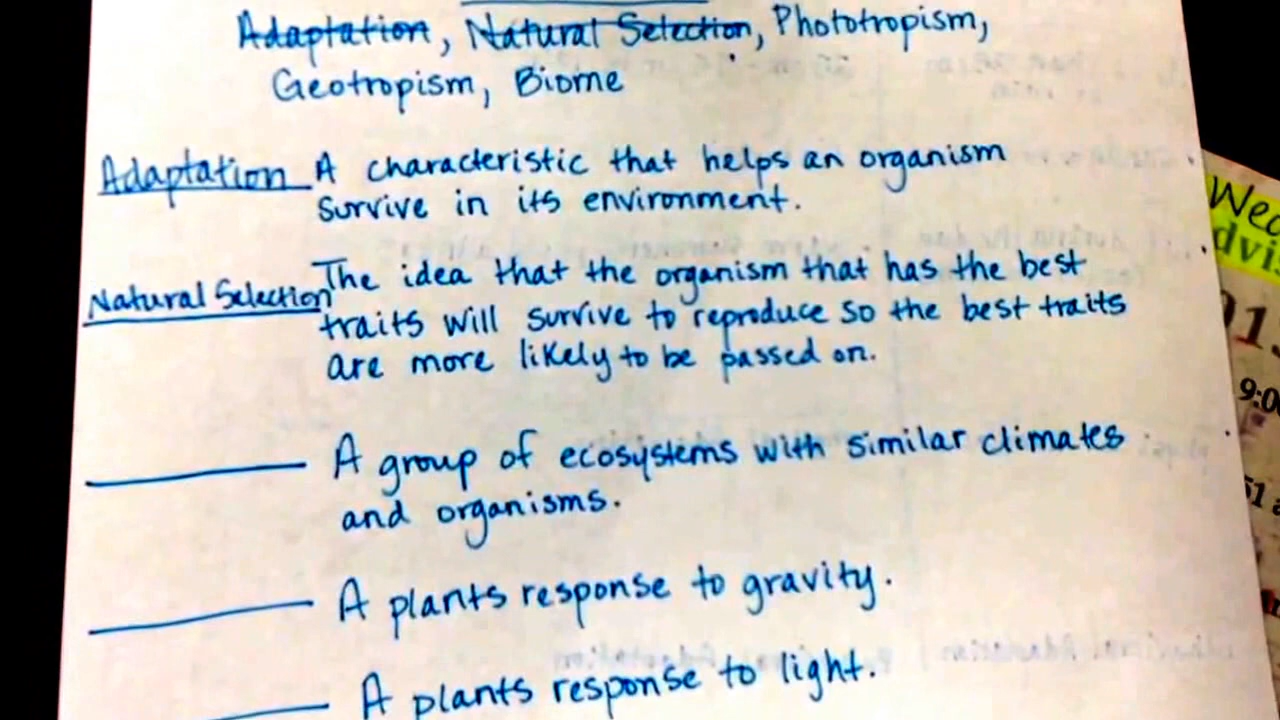 Adaptation, Natural Selection, Phototropism,
Geotropism, Biome
Adaptation A characteristic that helps an organism
survive in its environment.
Natural Selection The idea that the organism that has the best
traits will survive to reproduce so the best traits
are more likely to be passed on.
A group of ecosystems with similar climates
and organisms.
A plants response to gravity.
A plants response to light.
9:0